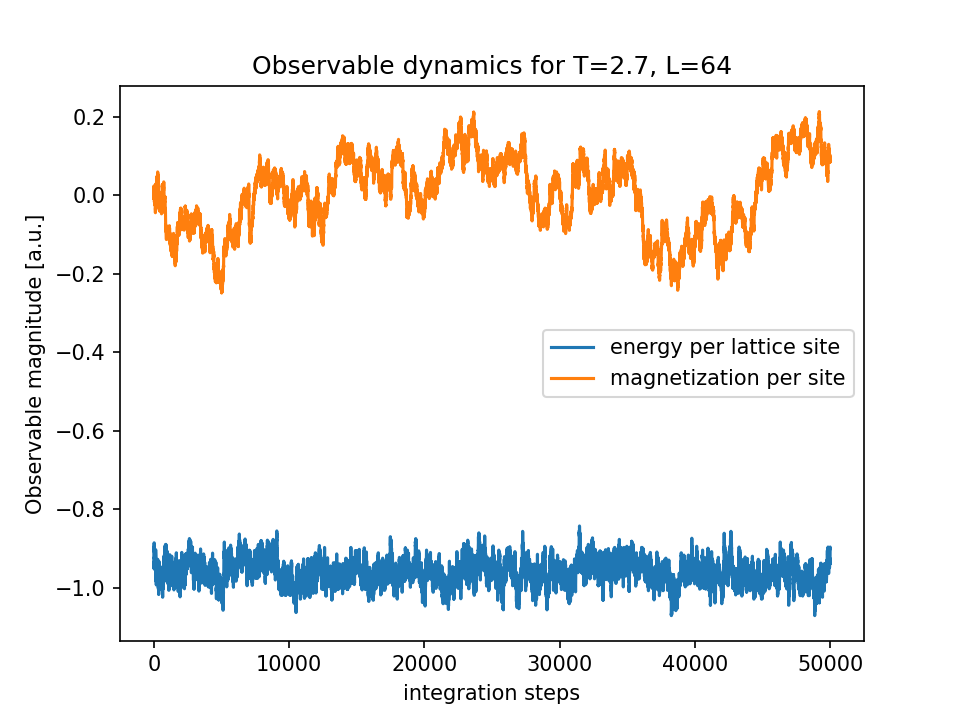 Observable dynamics for T=2.7, L=64
Observable magnitude [a.u.]
0.2
0.0
−0.2
−0.4
−0.6
−0.8
−1.0
energy per lattice site
magnetization per site
0 10000 20000 30000 40000 50000
integration steps